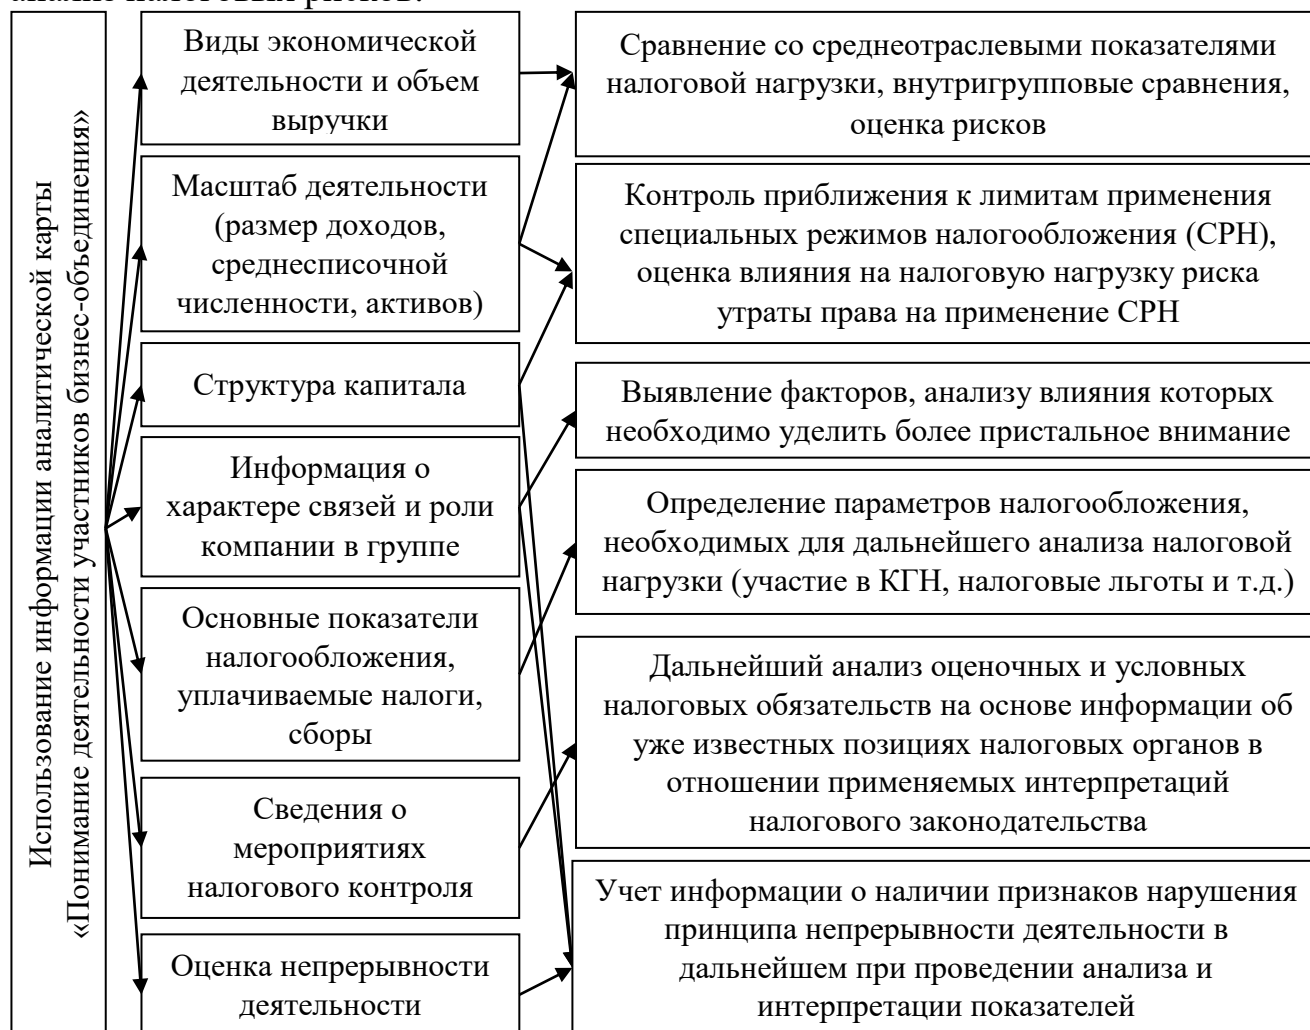 Использование информации аналитической карты
«Понимание деятельности участников бизнес-объединения»
Виды экономической
деятельности и объем
выручки
Масштаб деятельности
(размер доходов,
среднесписочной
численности, активов)
Структура капитала
Информация о
характере связей и роли
компании в группе
Основные показатели
налогообложения,
уплачиваемые налоги,
сборы
Сведения о
мероприятиях
налогового контроля
Оценка непрерывности
деятельности
Сравнение со среднеотраслевыми показателями
налоговой нагрузки, внутригрупповые сравнения,
оценка рисков
Контроль приближения к лимитам применения
специальных режимов налогообложения (СРН),
оценка влияния на налоговую нагрузку риска
утраты права на применение СРН
Выявление факторов, анализу влияния которых
необходимо уделить более пристальное внимание
Определение параметров налогообложения,
необходимых для дальнейшего анализа налоговой
нагрузки (участие в КГН, налоговые льготы и т.д.)
Дальнейший анализ оценочных и условных
налоговых обязательств на основе информации об
уже известных позициях налоговых органов в
отношении применяемых интерпретаций
налогового законодательства
Учет информации о наличии признаков нарушения
принципа непрерывности деятельности в
дальнейшем при проведении анализа и
интерпретации показателей